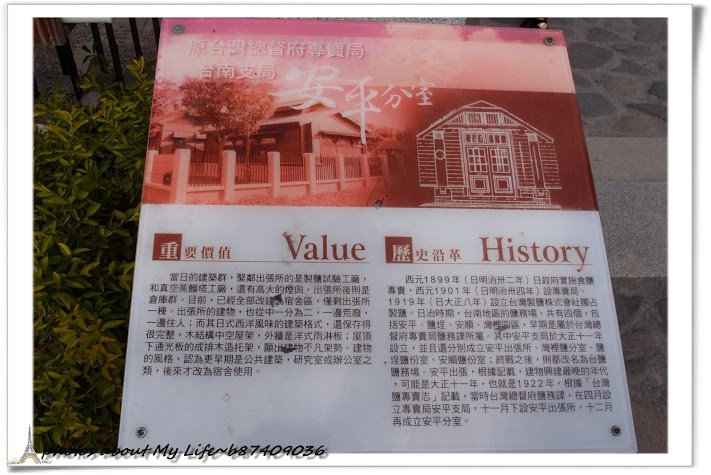 原台灣總督府專賣局
台南支局
安平分室
重要價值 Value
當日的建築群，緊鄰出張所的是製鹽試驗工廠，
和真空蒸餾塔工廠，還有高大的煙囪，出張所後則是
倉庫群。目前，已經全部改建為宿舍區，僅剩出張所
一棟。出張所的建物，也從中一分為二，一邊荒廢，
一邊住人；而其日式西洋風味的建築格式，還保存得
很完整，木結構中空屋架，外牆是洋式雨淋板；屋頂
下通光板的成排木造托架，顯出建物不凡架勢。建物
的風格，認為更早期是公共建築，研究室或辦公室之
類，後來才改為宿舍使用。
歷史沿革 History
西元1899年（日明治卅二年）日政府實施食鹽
專賣，西元1901年（日明治卅四年）設專賣局。
1919年（日大正八年）設立台灣製鹽株式會社獨占
製鹽。日治時期，台南地區的鹽務場，共有四個，包
括安平、鹽埕、安順、灣裡區，早期是屬於台灣總
督府專賣局鹽務課所屬。其中安平支局於大正十一年
設立，並且還分別成立安平出張所、灣裡鹽分室、鹽
埕鹽份室、安順鹽份室；終戰之後，則都改名為台鹽
鹽務場。安平出張，根據記載，建物興建最晚的年代
，可能是大正十一年，也就是1922年，根據「台灣
鹽專賣志」記載，當時台灣總督府鹽務課，在四月設
立專賣局安平支局，十一月下設安平出張所，十二月
再成立安平分室。
photos about My Life~b87409036